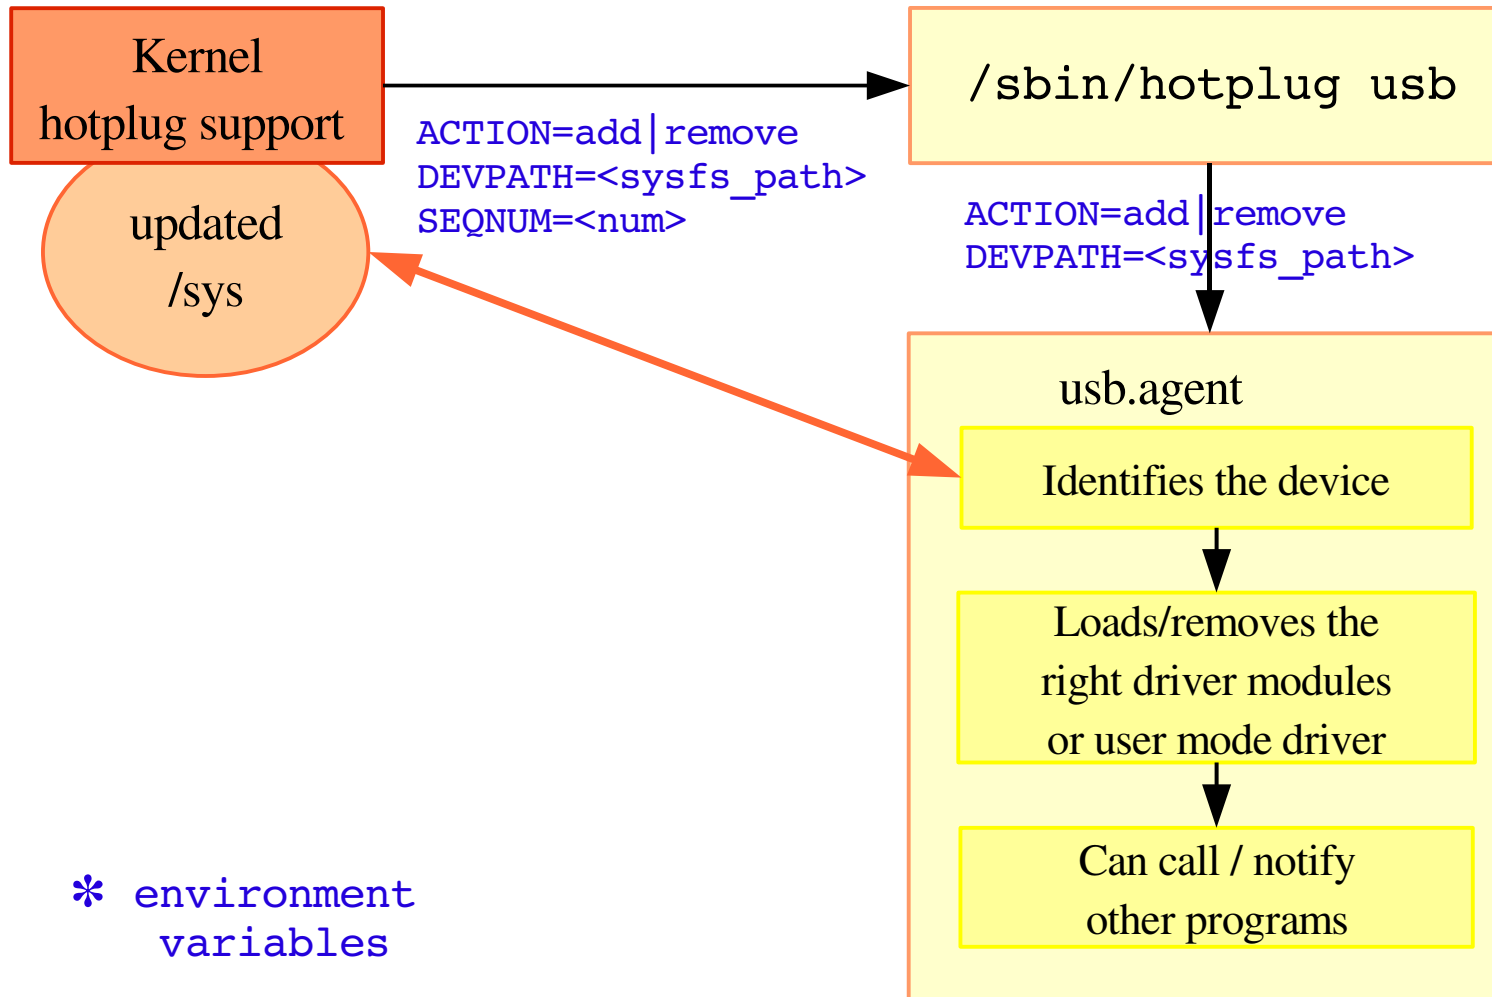 Kernel
hotplug support
/sbin/hotplug usb
ACTION=add|remove
DEVPATH=<sysfs_path>
SEQNUM=<num>
updated
/sys
ACTION=add|remove
DEVPATH=<sysfs_path>
usb.agent
Identifies the device
Loads/removes the
right driver modules
or user mode driver
Can call / notify
other programs
* environment
variables